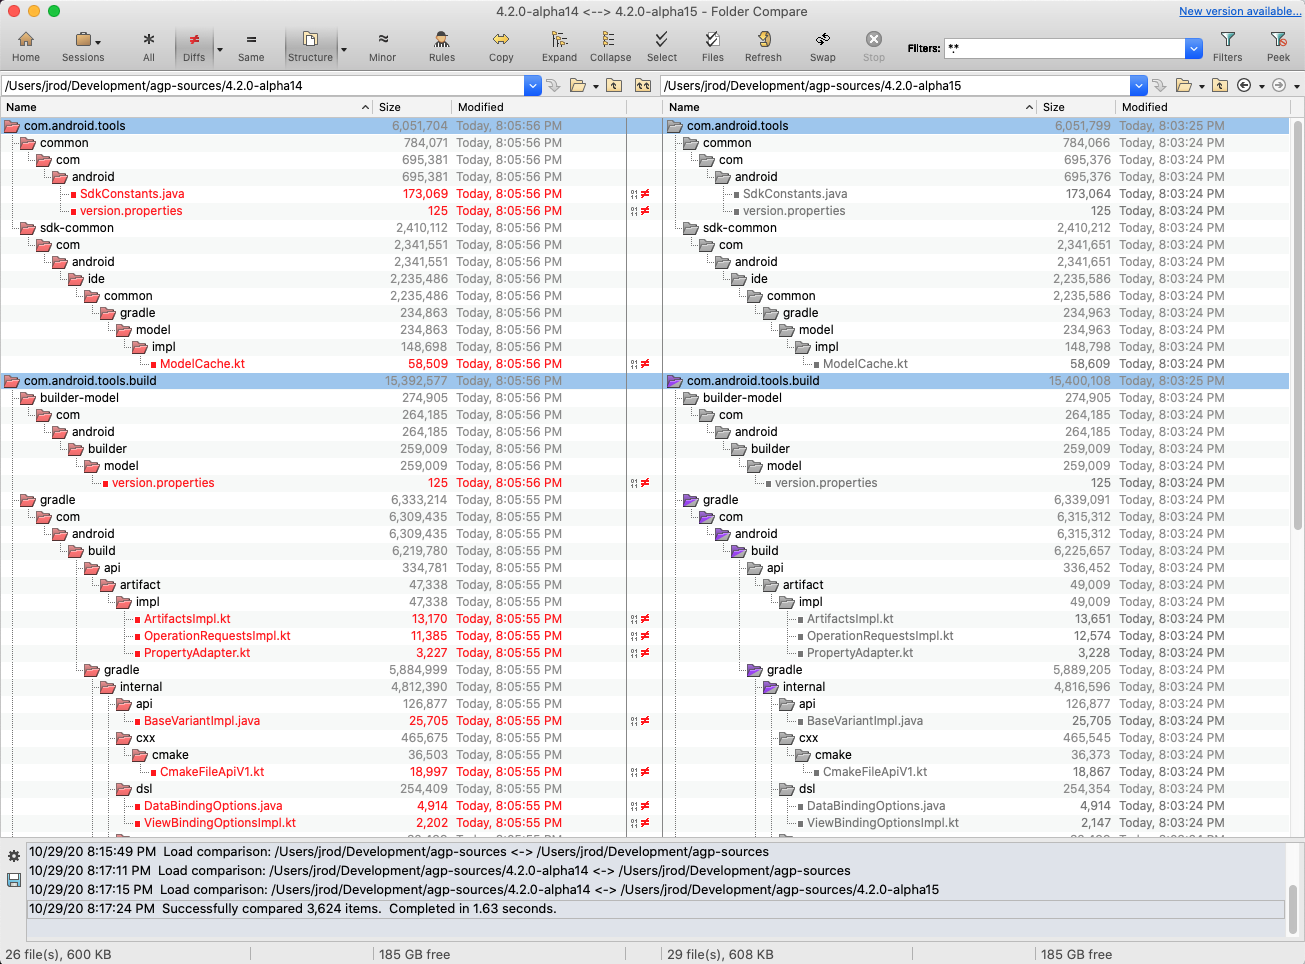 4.2.0-alpha14 <--> 4.2.0-alpha15 - Folder Compare
New version available...
Home Sessions All Diffs Same Structure Minor Rules Copy Expand Collapse Select Files Refresh Swap Stop Filters: *.* Filters Peek
/Users/jrod/Development/agp-sources/4.2.0-alpha14 /Users/jrod/Development/agp-sources/4.2.0-alpha15
Name Size Modified Name Size Modified
com.android.tools 6,051,704 Today, 8:05:56 PM com.android.tools 6,051,799 Today, 8:03:25 PM
common 784,071 Today, 8:05:56 PM common 784,066 Today, 8:03:24 PM
com 695,381 Today, 8:05:56 PM com 695,376 Today, 8:03:24 PM
android 695,381 Today, 8:05:56 PM android 695,376 Today, 8:03:24 PM
SdkConstants.java 173,069 Today, 8:05:56 PM SdkConstants.java 173,064 Today, 8:03:24 PM
version.properties 125 Today, 8:05:56 PM version.properties 125 Today, 8:03:24 PM
sdk-common 2,410,112 Today, 8:05:56 PM sdk-common 2,410,212 Today, 8:03:24 PM
com 2,341,551 Today, 8:05:56 PM com 2,341,651 Today, 8:03:24 PM
android 2,341,551 Today, 8:05:56 PM android 2,341,651 Today, 8:03:24 PM
ide 2,235,486 Today, 8:05:56 PM ide 2,235,586 Today, 8:03:24 PM
common 2,235,486 Today, 8:05:56 PM common 2,235,586 Today, 8:03:24 PM
gradle 234,863 Today, 8:05:56 PM gradle 234,963 Today, 8:03:24 PM
model 234,863 Today, 8:05:56 PM model 234,963 Today, 8:03:24 PM
impl 148,698 Today, 8:05:56 PM impl 148,798 Today, 8:03:24 PM
ModelCache.kt 58,509 Today, 8:05:56 PM ModelCache.kt 58,609 Today, 8:03:24 PM
com.android.tools.build 15,392,577 Today, 8:05:56 PM com.android.tools.build 15,400,108 Today, 8:03:25 PM
builder-model 274,905 Today, 8:05:56 PM builder-model 274,905 Today, 8:03:24 PM
com 264,185 Today, 8:05:56 PM com 264,185 Today, 8:03:24 PM
android 264,185 Today, 8:05:56 PM android 264,185 Today, 8:03:24 PM
builder 259,009 Today, 8:05:56 PM builder 259,009 Today, 8:03:24 PM
model 259,009 Today, 8:05:56 PM model 259,009 Today, 8:03:24 PM
version.properties 125 Today, 8:05:56 PM version.properties 125 Today, 8:03:24 PM
gradle 6,333,214 Today, 8:05:55 PM gradle 6,339,091 Today, 8:03:24 PM
com 6,309,435 Today, 8:05:55 PM com 6,315,312 Today, 8:03:24 PM
android 6,309,435 Today, 8:05:55 PM android 6,315,312 Today, 8:03:24 PM
build 6,219,780 Today, 8:05:55 PM build 6,225,657 Today, 8:03:24 PM
api 334,781 Today, 8:05:55 PM api 336,452 Today, 8:03:24 PM
artifact 47,338 Today, 8:05:55 PM artifact 49,009 Today, 8:03:24 PM
impl 47,338 Today, 8:05:55 PM impl 49,009 Today, 8:03:24 PM
ArtifactsImpl.kt 13,170 Today, 8:05:55 PM ArtifactsImpl.kt 13,651 Today, 8:03:24 PM
OperationRequestsImpl.kt 11,385 Today, 8:05:55 PM OperationRequestsImpl.kt 12,574 Today, 8:03:24 PM
PropertyAdapter.kt 3,227 Today, 8:05:55 PM PropertyAdapter.kt 3,228 Today, 8:03:24 PM
gradle 5,884,999 Today, 8:05:55 PM gradle 5,889,205 Today, 8:03:24 PM
internal 4,812,390 Today, 8:05:55 PM internal 4,816,596 Today, 8:03:24 PM
api 126,877 Today, 8:05:55 PM api 126,877 Today, 8:03:24 PM
BaseVariantImpl.java 25,705 Today, 8:05:55 PM BaseVariantImpl.java 25,705 Today, 8:03:24 PM
cxx 465,675 Today, 8:05:55 PM cxx 465,545 Today, 8:03:24 PM
cmake 36,503 Today, 8:05:55 PM cmake 36,373 Today, 8:03:24 PM
CmakeFileApiV1.kt 18,997 Today, 8:05:55 PM CmakeFileApiV1.kt 18,867 Today, 8:03:24 PM
dsl 254,409 Today, 8:05:55 PM dsl 254,354 Today, 8:03:24 PM
DataBindingOptions.java 4,914 Today, 8:05:55 PM DataBindingOptions.java 4,914 Today, 8:03:24 PM
ViewBindingOptionsImpl.kt 2,202 Today, 8:05:55 PM ViewBindingOptionsImpl.kt 2,147 Today, 8:03:24 PM
10/29/20 8:15:49 PM Load comparison: /Users/jrod/Development/agp-sources <-> /Users/jrod/Development/agp-sources
10/29/20 8:17:11 PM Load comparison: /Users/jrod/Development/agp-sources/4.2.0-alpha14 <-> /Users/jrod/Development/agp-sources
10/29/20 8:17:15 PM Load comparison: /Users/jrod/Development/agp-sources/4.2.0-alpha14 <-> /Users/jrod/Development/agp-sources/4.2.0-alpha15
10/29/20 8:17:24 PM Successfully compared 3,624 items. Completed in 1.63 seconds.
26 file(s), 600 KB 185 GB free 29 file(s), 608 KB 185 GB free